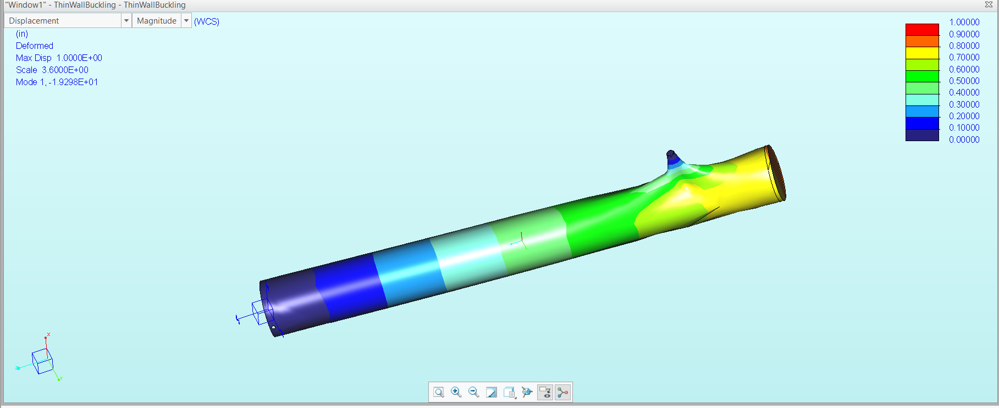 "Window1" - ThinWallBuckling - ThinWallBuckling
Displacement Magnitude (WCS)
(in)
Deformed
Max Disp 1.0000E+00
Scale 3.6000E+00
Mode 1, -1.9298E+01
1.00000
0.90000
0.80000
0.70000
0.60000
0.50000
0.40000
0.30000
0.20000
0.10000
0.00000
X
Z
Y